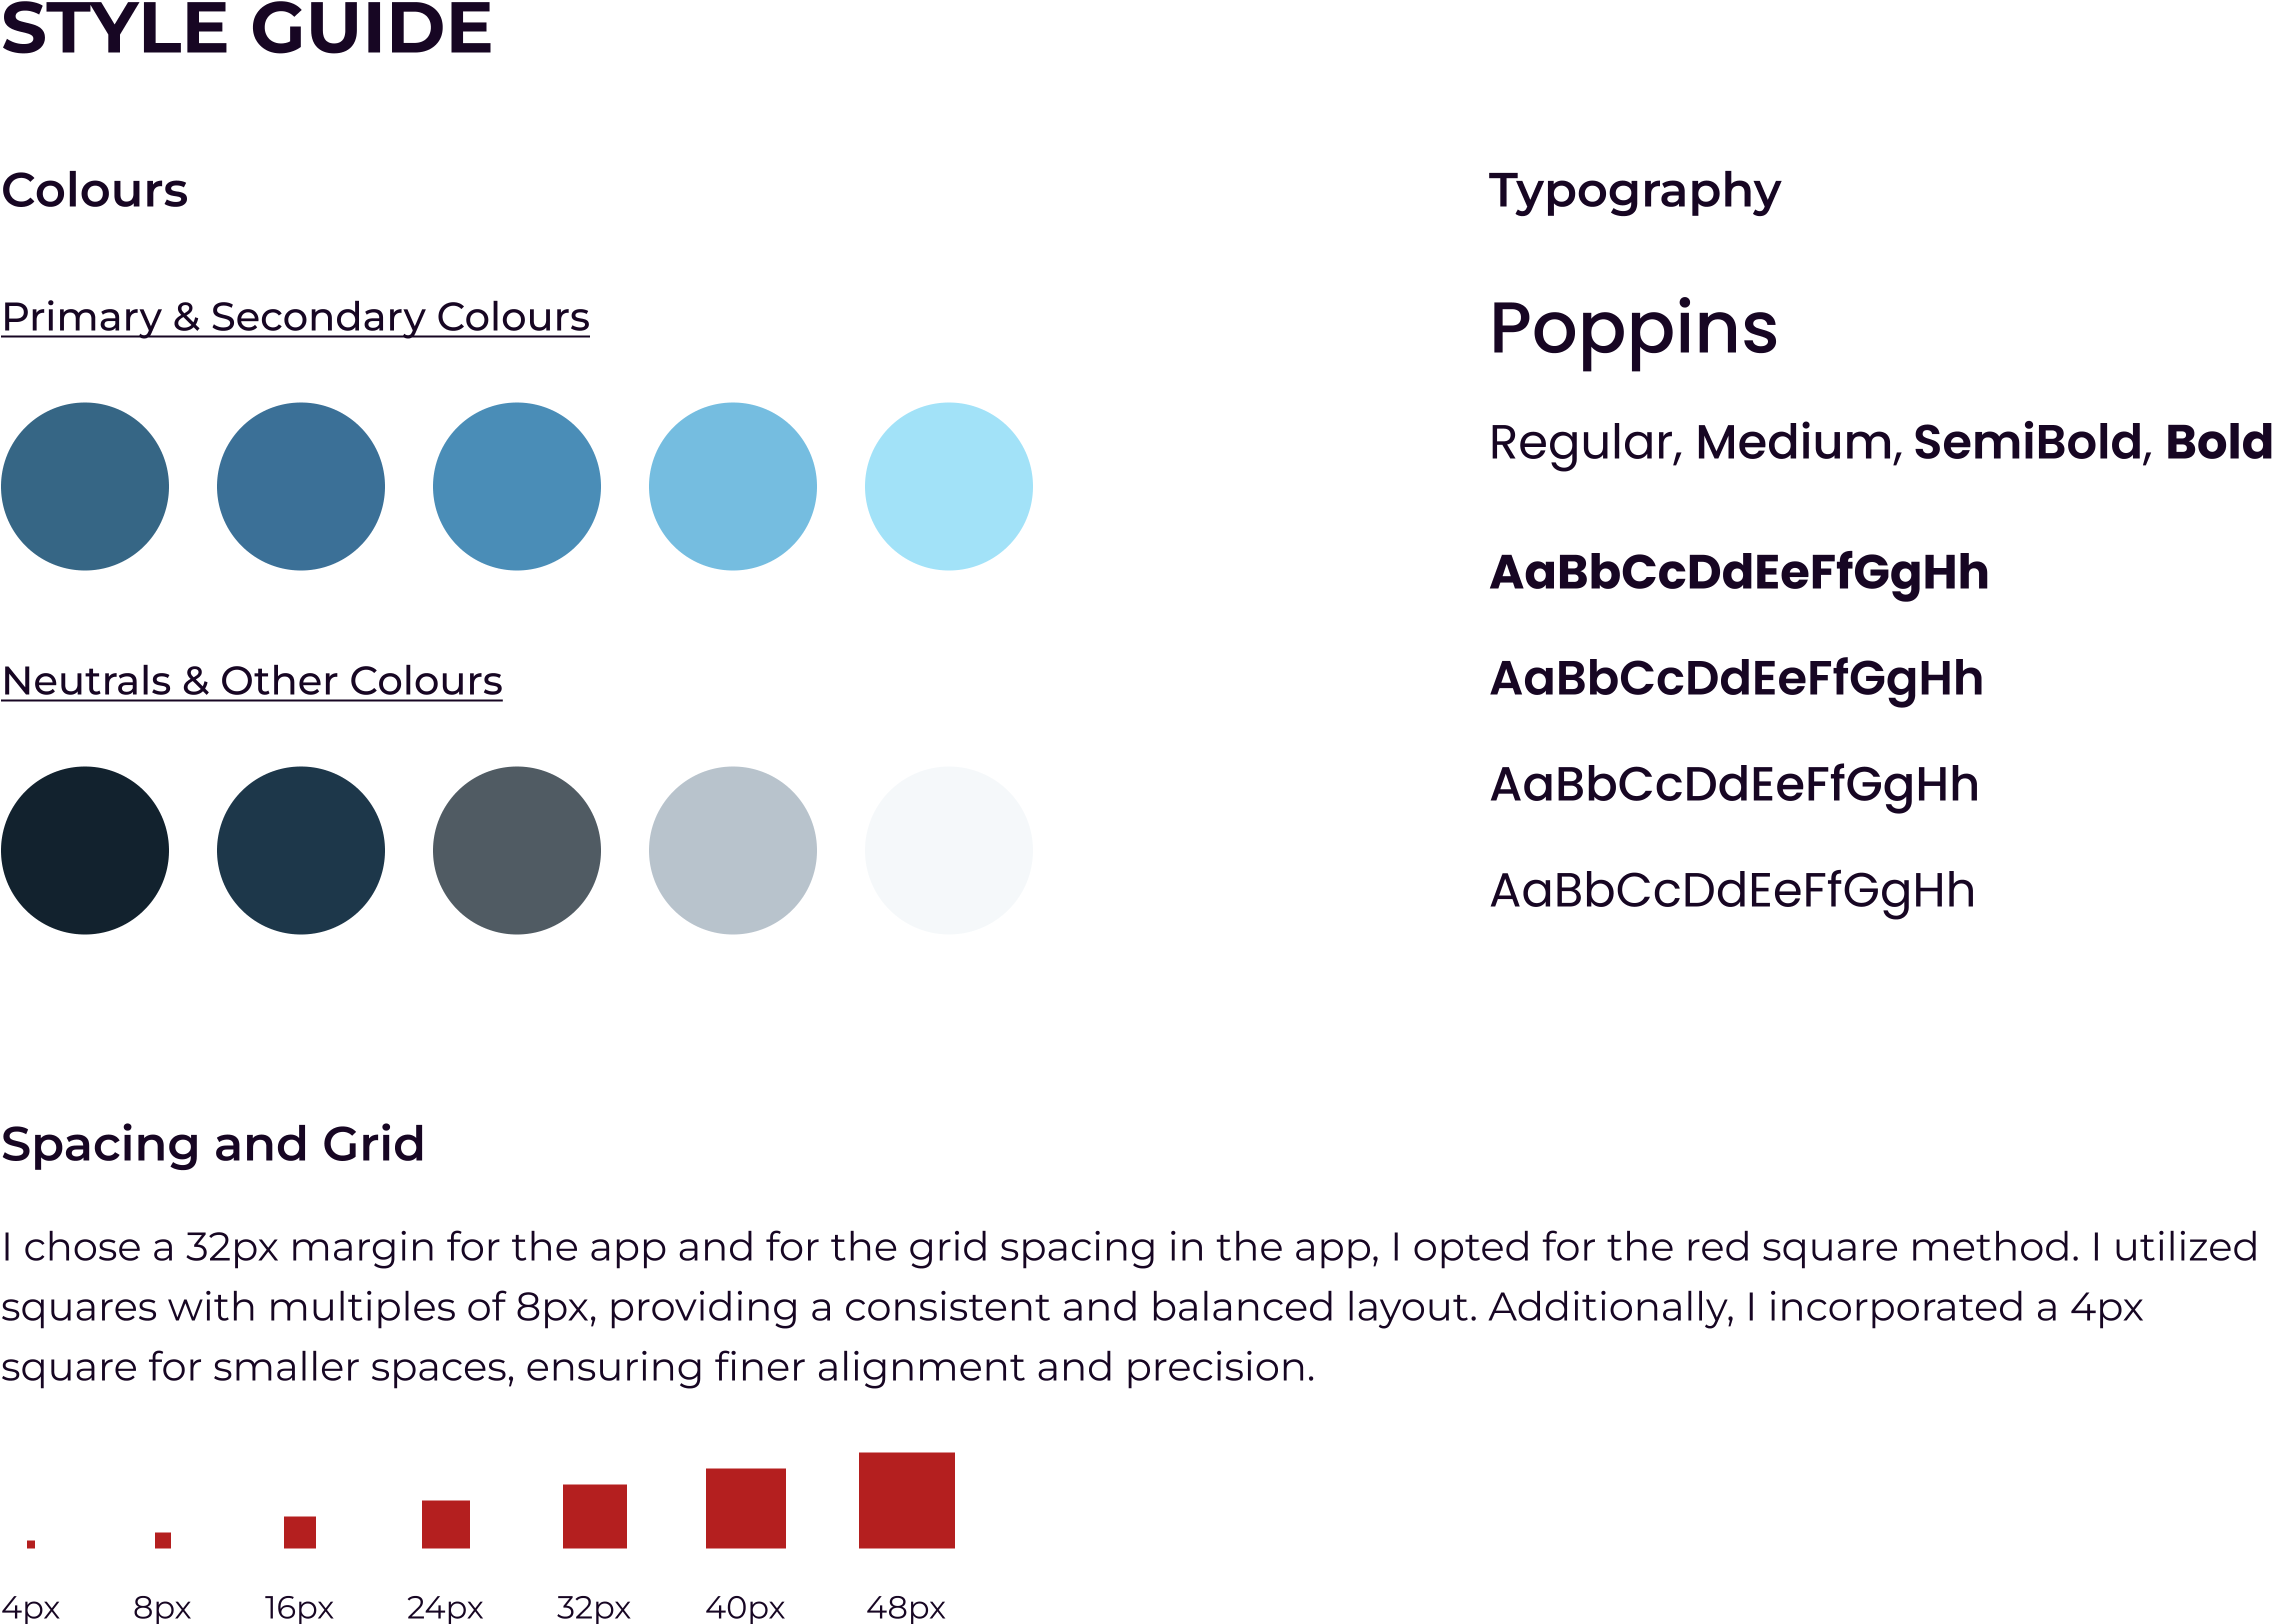 STYLE GUIDE
Colours
Primary & Secondary Colours
Neutrals & Other Colours
Typography
Poppins
Regular, Medium, SemiBold, Bold
AaBbCcDdEeFfGgHh
AaBbCcDdEeFfGgHh
AaBbCcDdEeFfGgHh
AaBbCcDdEeFfGgHh
Spacing and Grid
I chose a 32px margin for the app and for the grid spacing in the app, I opted for the red square method. I utilized
squares with multiples of 8px, providing a consistent and balanced layout. Additionally, I incorporated a 4px
square for smaller spaces, ensuring finer alignment and precision.
4px 8px 16px 24px 32px 40px 48px